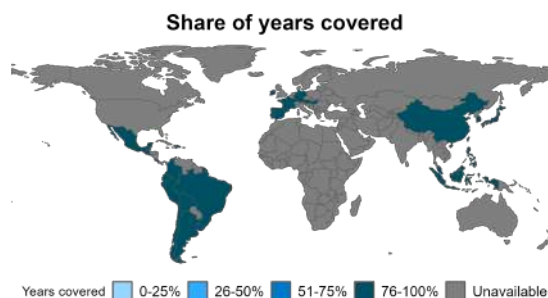 Share of years covered
Years covered 0-25% 26-50% 51-75% 76-100% Unavailable